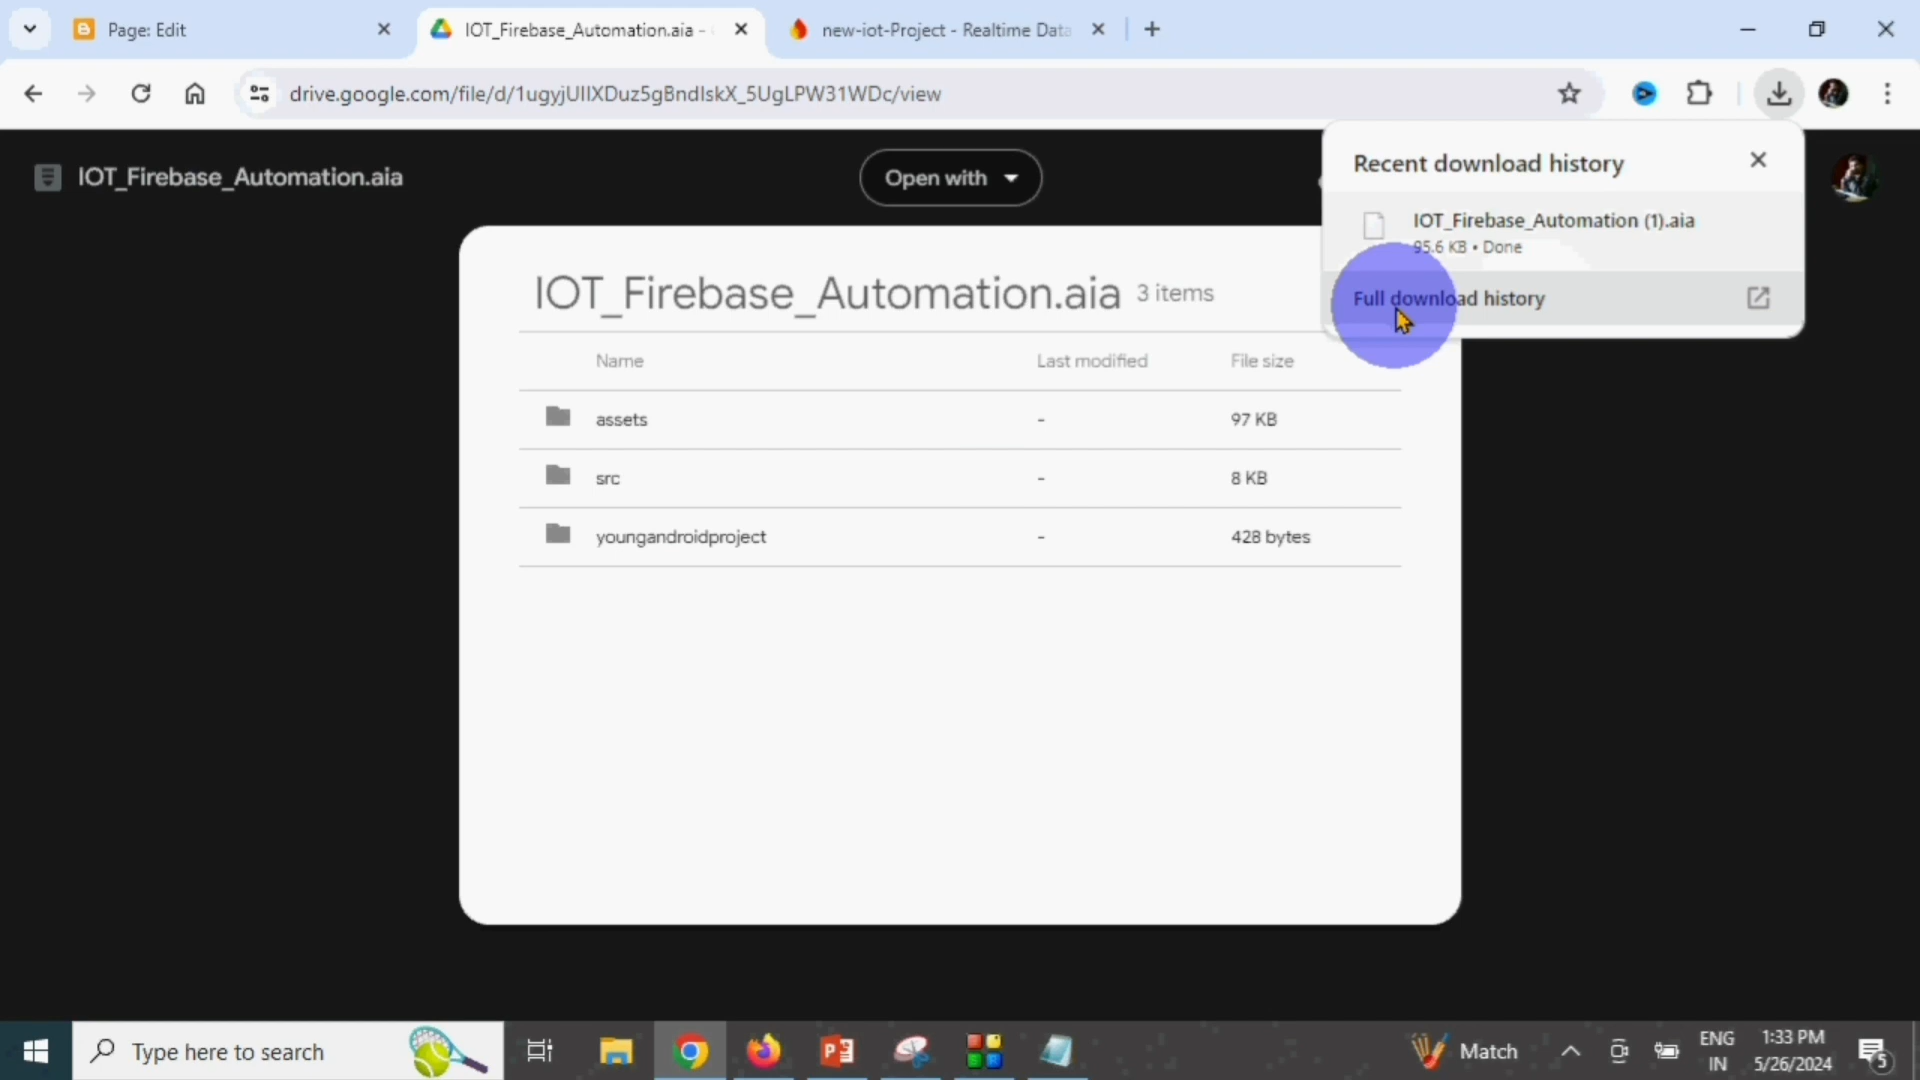 Page: Edit
IOT_Firebase_Automation.aia -
new-iot-Project - Realtime Data
drive.google.com/file/d/1ugyjUIIXDuz5gBndIskX_5UgLPW31WDc/view
IOT_Firebase_Automation.aia
Open with
Recent download history
IOT_Firebase_Automation (1).aia
95.6 KB • Done
Full download history
IOT_Firebase_Automation.aia 3 items
Name Last modified File size
assets - 97 KB
src - 8 KB
youngandroidproject - 428 bytes
Type here to search
Match
ENG
IN
1:33 PM
5/26/2024
5